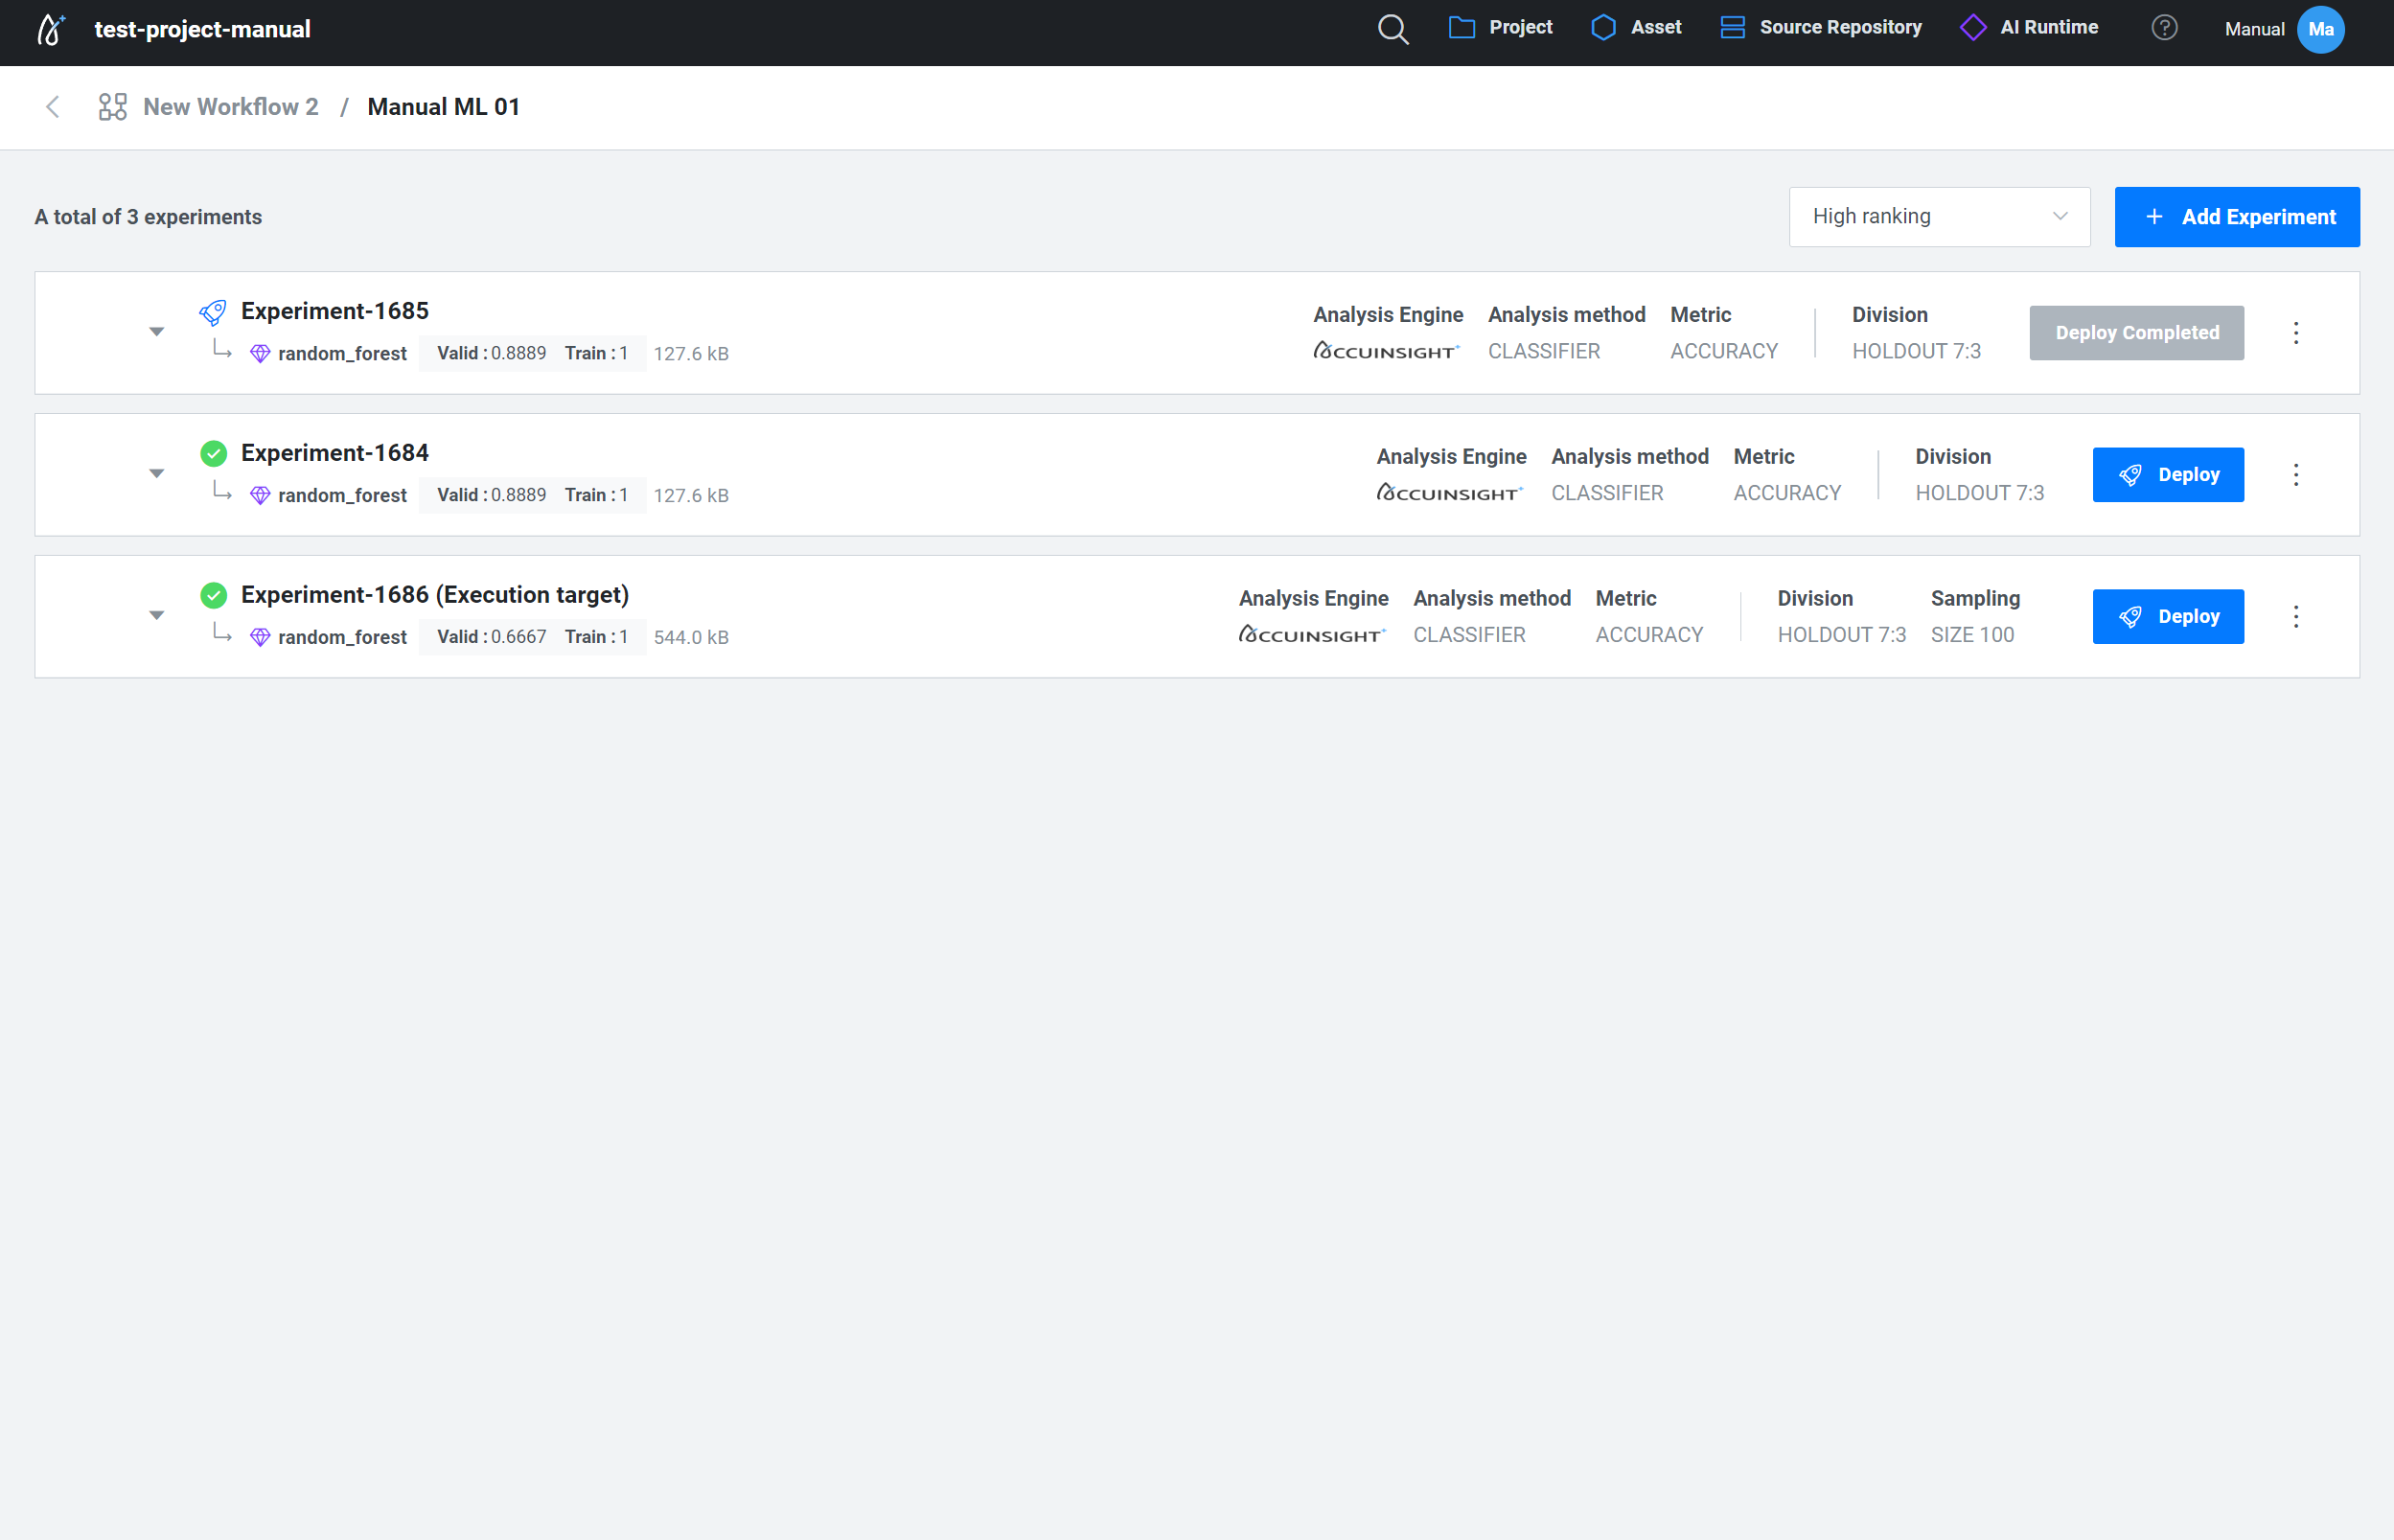 test-project-manual
Project
Asset
Source Repository
AI Runtime
?
Manual
Ma
New Workflow 2 / Manual ML 01
A total of 3 experiments
High ranking
+ Add Experiment
Experiment-1685
random_forest Valid : 0.8889 Train : 1 127.6 kB
Analysis Engine Analysis method Metric Division
ACCUINSIGHT+ CLASSIFIER ACCURACY HOLDOUT 7:3
Deploy Completed
Experiment-1684
random_forest Valid : 0.8889 Train : 1 127.6 kB
Analysis Engine Analysis method Metric Division
ACCUINSIGHT+ CLASSIFIER ACCURACY HOLDOUT 7:3
Deploy
Experiment-1686 (Execution target)
random_forest Valid : 0.6667 Train : 1 544.0 kB
Analysis Engine Analysis method Metric Division Sampling
ACCUINSIGHT+ CLASSIFIER ACCURACY HOLDOUT 7:3 SIZE 100
Deploy